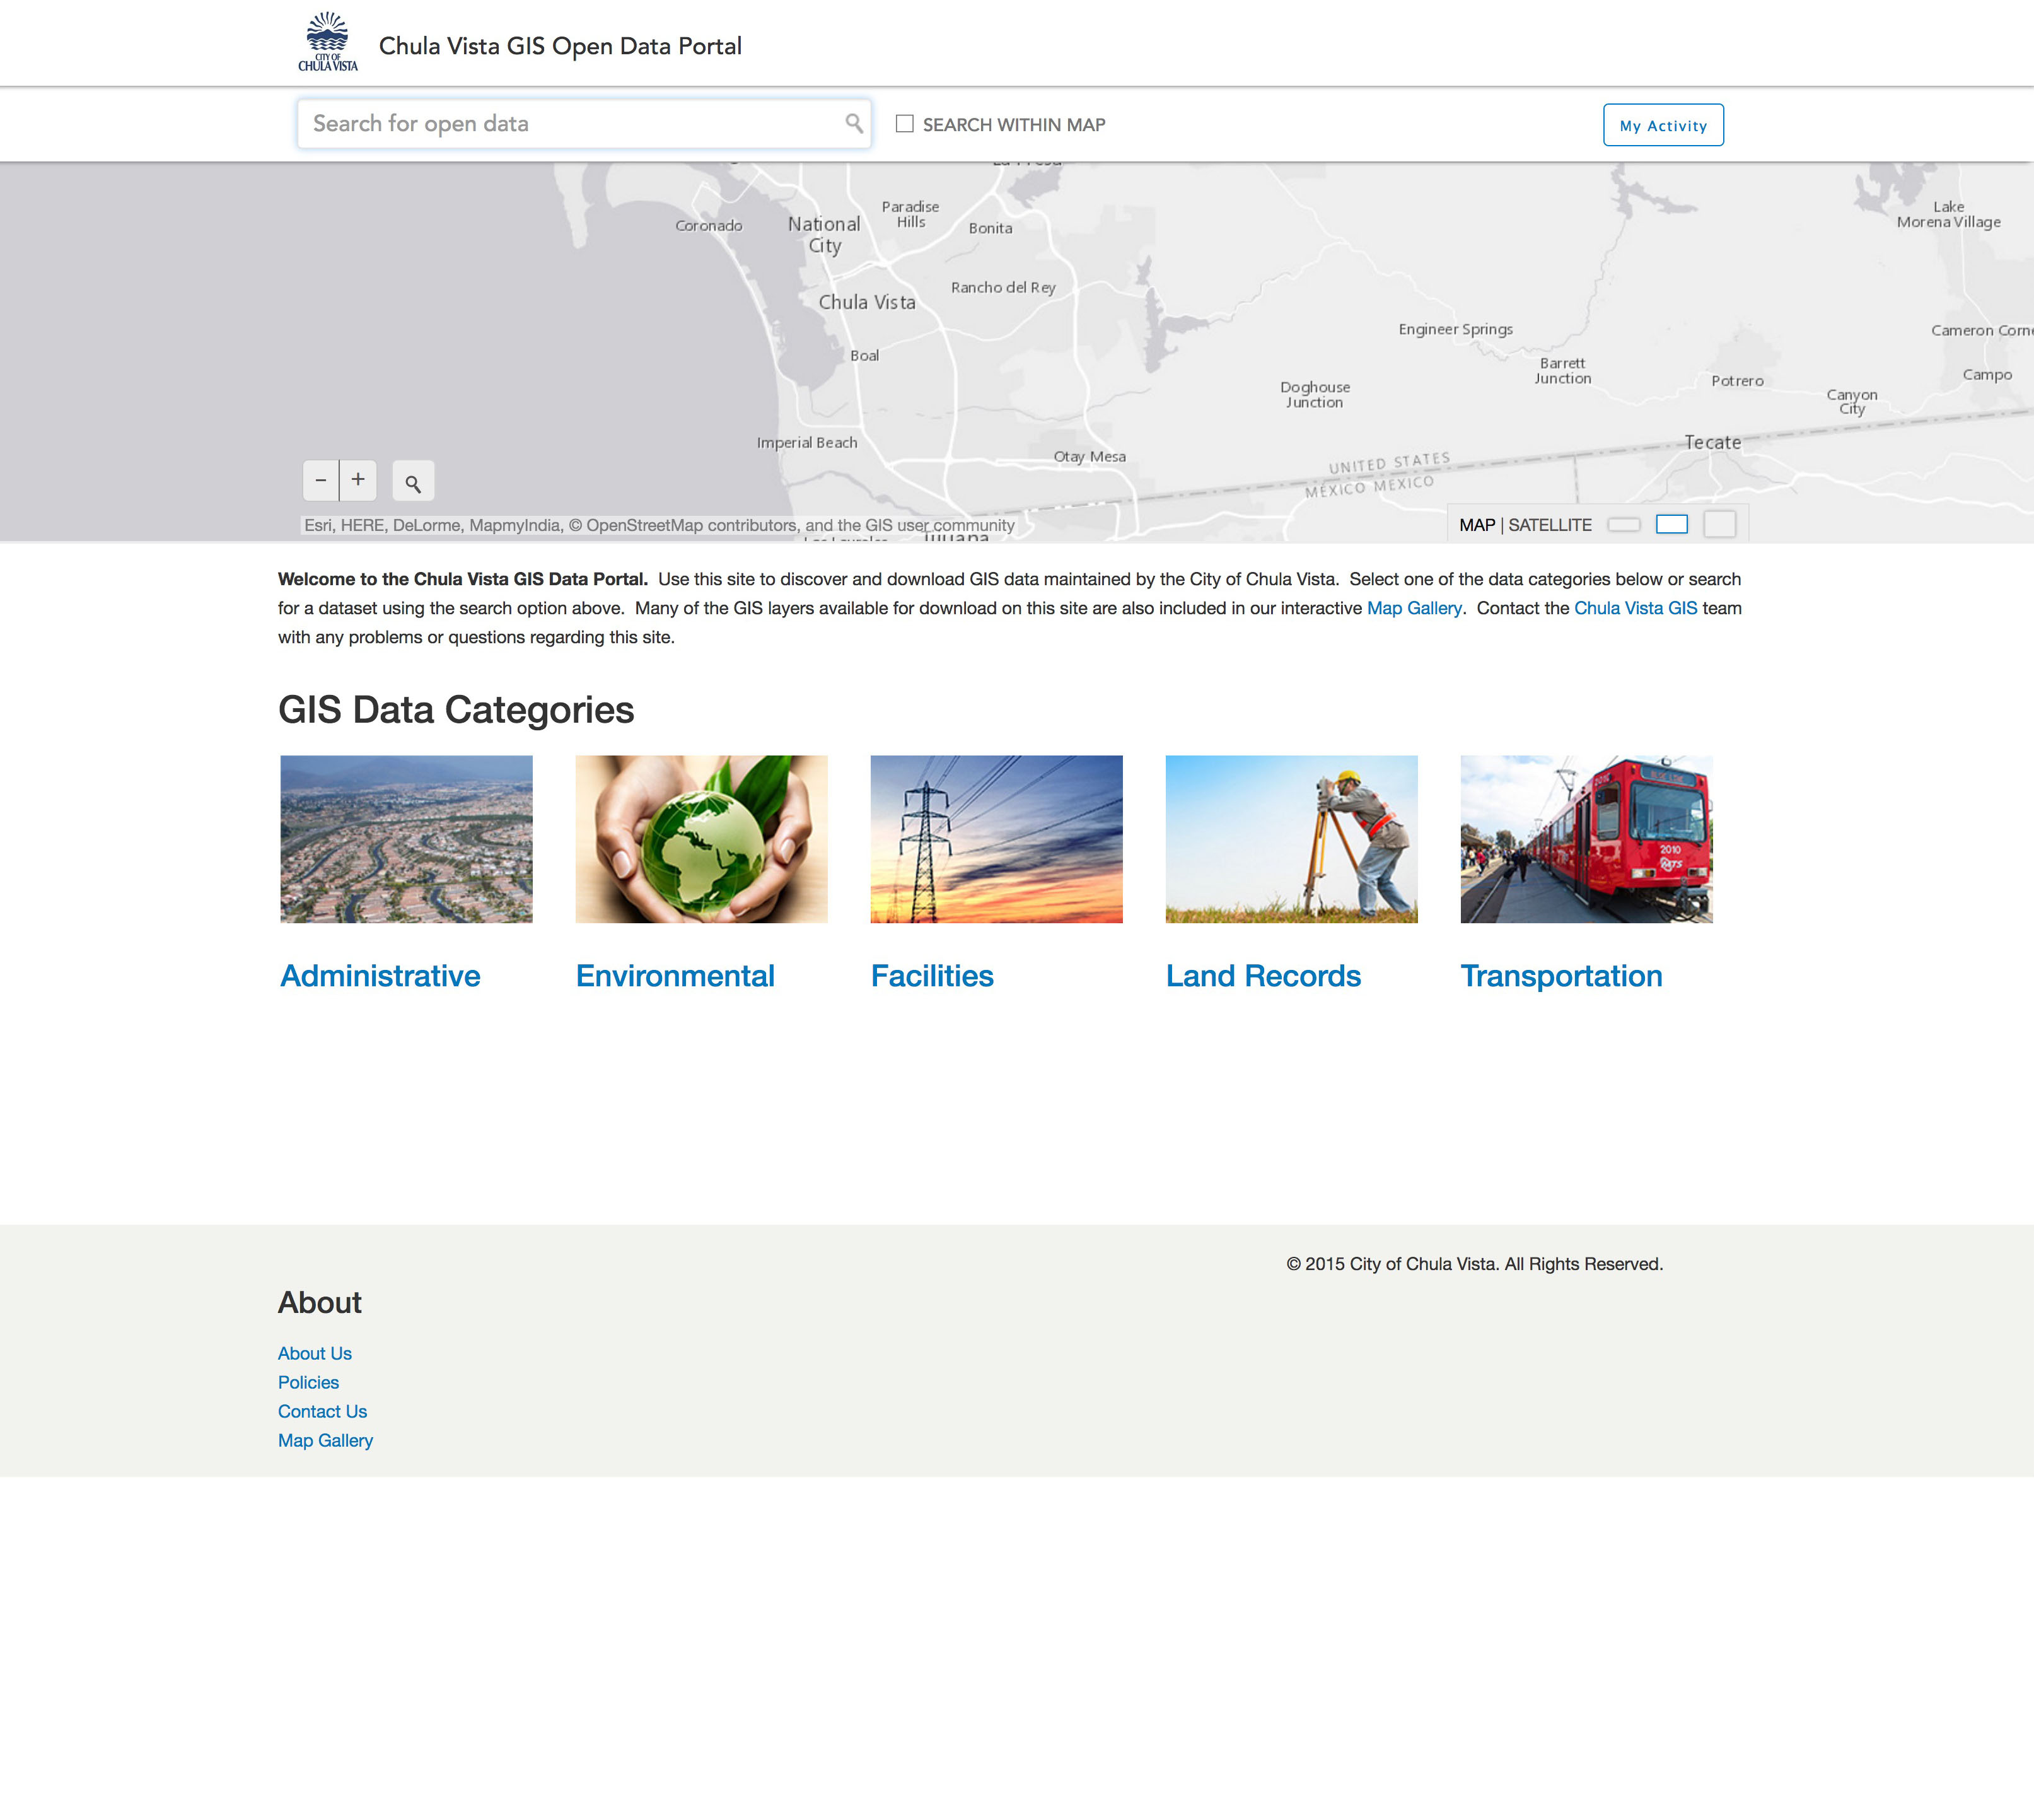 CITY OF
CHULA VISTA
Chula Vista GIS Open Data Portal
Search for open data
SEARCH WITHIN MAP
My Activity
Coronado
National
City
Paradise
Hills
Bonita
Lake
Morena Village
Rancho del Rey
Chula Vista
Engineer Springs
Cameron Corne
Boal
Barrett
Junction
Doghouse
Junction
Potrero
Campo
Canyon
City
Imperial Beach
Otay Mesa
Tecate
UNITED STATES
MÉXICO MEXICO
− +
Esri, HERE, DeLorme, MapmyIndia, © OpenStreetMap contributors, and the GIS user community
MAP | SATELLITE
Welcome to the Chula Vista GIS Data Portal.  Use this site to discover and download GIS data maintained by the City of Chula Vista.  Select one of the data categories below or search
for a dataset using the search option above.  Many of the GIS layers available for download on this site are also included in our interactive Map Gallery.  Contact the Chula Vista GIS team
with any problems or questions regarding this site.
GIS Data Categories
2010
Administrative
Environmental
Facilities
Land Records
Transportation
© 2015 City of Chula Vista. All Rights Reserved.
About
About Us
Policies
Contact Us
Map Gallery